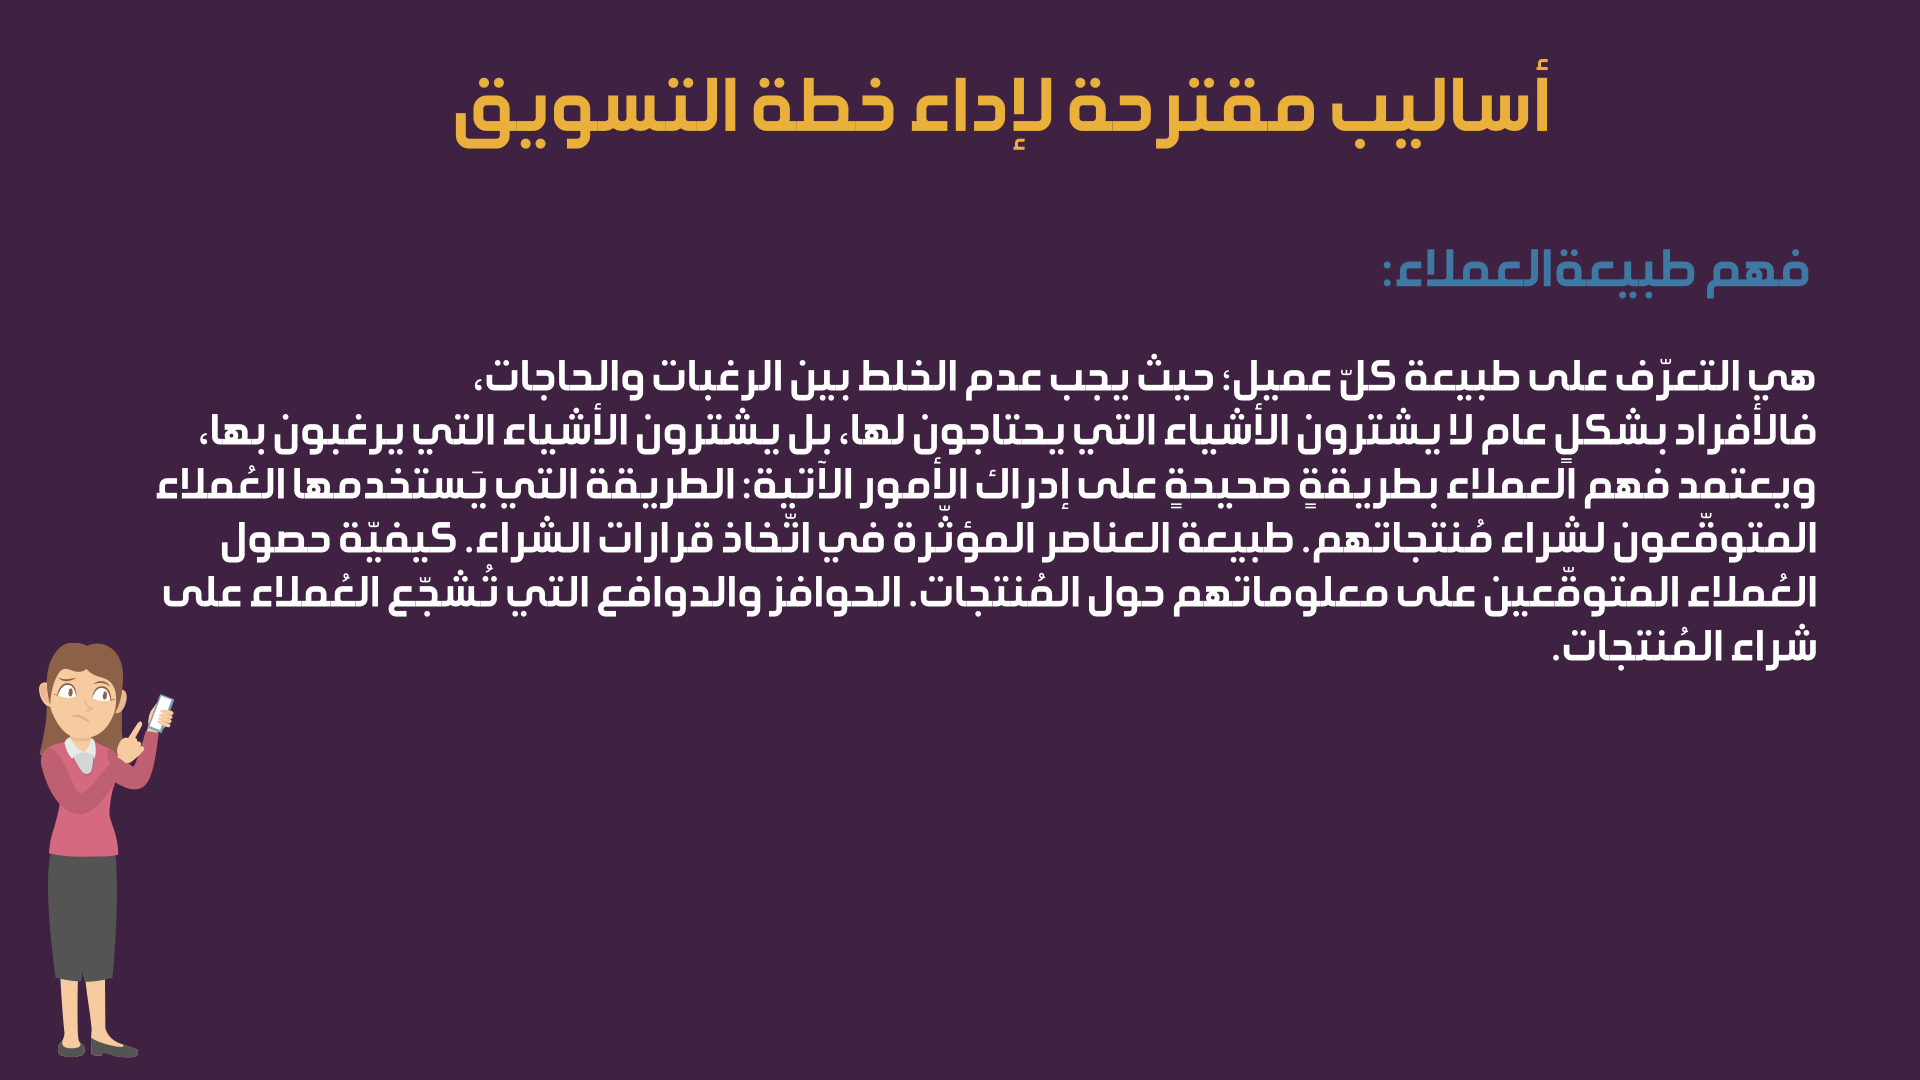 أساليب مقترحة لإداء خطة التسويق
فهم طبيعةالعملاء:
هي التعرّف على طبيعة كلّ عميل؛ حيث يجب عدم الخلط بين الرغبات والحاجات،
فالأفراد بشكلٍ عام لا يشترون الأشياء التي يحتاجون لها، بل يشترون الأشياء التي يرغبون بها،
ويعتمد فهم العملاء بطريقةٍ صحيحةٍ على إدراك الأمور الآتية: الطريقة التي يَستخدمها العُملاء
المتوقّعون لشراء مُنتجاتهم. طبيعة العناصر المؤثّرة في اتّخاذ قرارات الشراء. كيفيّة حصول
العُملاء المتوقّعين على معلوماتهم حول المُنتجات. الحوافز والدوافع التي تُشجّع العُملاء على
شراء المُنتجات.